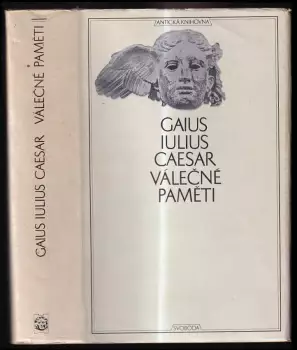 GAIUS IULIUS CAESAR VÁLEČNÉ PAMĚTI
ANTICKÁ KNIHOVNA
GAIUS
IULIUS
CAESAR
VÁLEČNÉ
PAMĚTI
SVOBODA